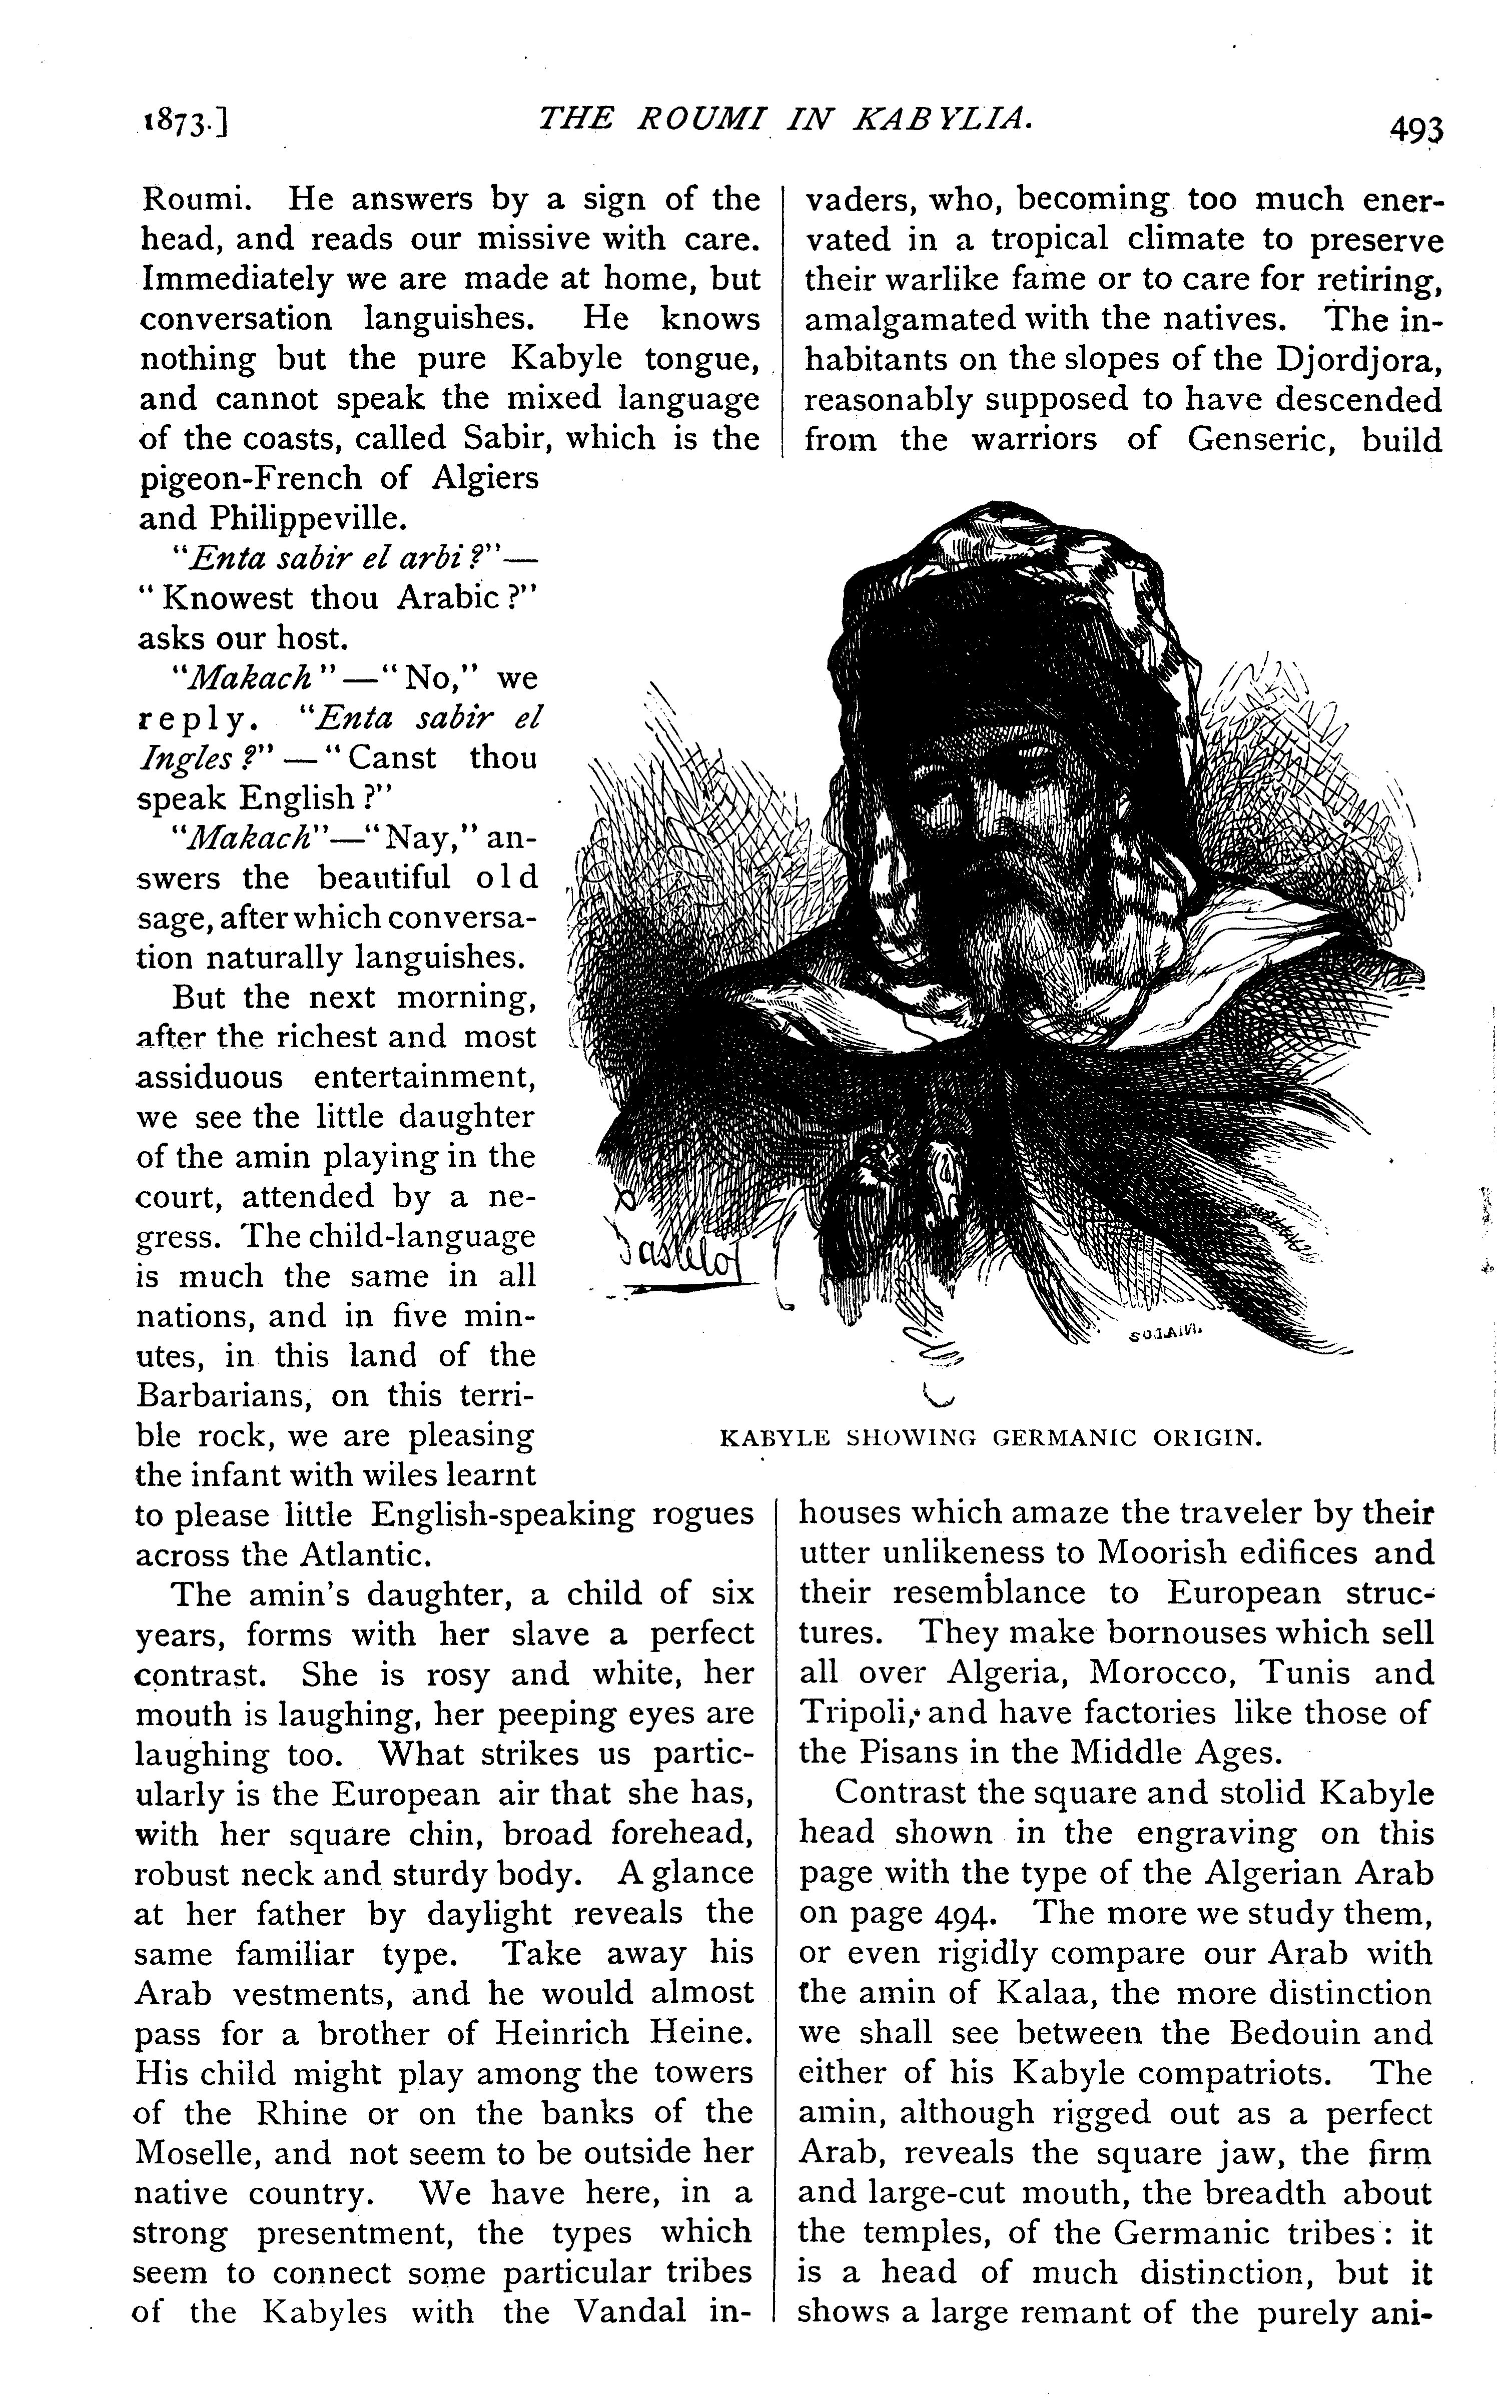 1873.]
THE ROUMI IN KABYLIA.
493
Roumi. He answers by a sign of the
head, and reads our missive with care.
Immediately we are made at home, but
conversation languishes. He knows
nothing but the pure Kabyle tongue,
and cannot speak the mixed language
of the coasts, called Sabir, which is the
pigeon-French of Algiers
and Philippeville.
"Enta sabir el arbi?"—
"Knowest thou Arabic?"
asks our host.
"Makach"—"No," we
reply. "Enta sabir el
Ingles?"—"Canst thou
speak English?"
"Makach"—"Nay," an-
swers the beautiful old
sage, after which conversa-
tion naturally languishes.
But the next morning,
after the richest and most
assiduous entertainment,
we see the little daughter
of the amin playing in the
court, attended by a ne-
gress. The child-language
is much the same in all
nations, and in five min-
utes, in this land of the
Barbarians, on this terri-
ble rock, we are pleasing
the infant with wiles learnt
to please little English-speaking rogues
across the Atlantic.
The amin's daughter, a child of six
years, forms with her slave a perfect
contrast. She is rosy and white, her
mouth is laughing, her peeping eyes are
laughing too. What strikes us partic-
ularly is the European air that she has,
with her square chin, broad forehead,
robust neck and sturdy body. A glance
at her father by daylight reveals the
same familiar type. Take away his
Arab vestments, and he would almost
pass for a brother of Heinrich Heine.
His child might play among the towers
of the Rhine or on the banks of the
Moselle, and not seem to be outside her
native country. We have here, in a
strong presentment, the types which
seem to connect some particular tribes
of the Kabyles with the Vandal in-
vaders, who, becoming too much ener-
vated in a tropical climate to preserve
their warlike fame or to care for retiring,
amalgamated with the natives. The in-
habitants on the slopes of the Djordjora,
reasonably supposed to have descended
from the warriors of Genseric, build
KABYLE SHOWING GERMANIC ORIGIN.
houses which amaze the traveler by their
utter unlikeness to Moorish edifices and
their resemblance to European struc-
tures. They make bornouses which sell
all over Algeria, Morocco, Tunis and
Tripoli, and have factories like those of
the Pisans in the Middle Ages.
Contrast the square and stolid Kabyle
head shown in the engraving on this
page with the type of the Algerian Arab
on page 494. The more we study them,
or even rigidly compare our Arab with
the amin of Kalaa, the more distinction
we shall see between the Bedouin and
either of his Kabyle compatriots. The
amin, although rigged out as a perfect
Arab, reveals the square jaw, the firm
and large-cut mouth, the breadth about
the temples, of the Germanic tribes: it
is a head of much distinction, but it
shows a large remant of the purely ani-